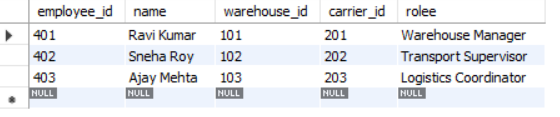 employee_id name warehouse_id carrier_id rolee
401 Ravi Kumar 101 201 Warehouse Manager
402 Sneha Roy 102 202 Transport Supervisor
403 Ajay Mehta 103 203 Logistics Coordinator
NULL NULL NULL NULL NULL